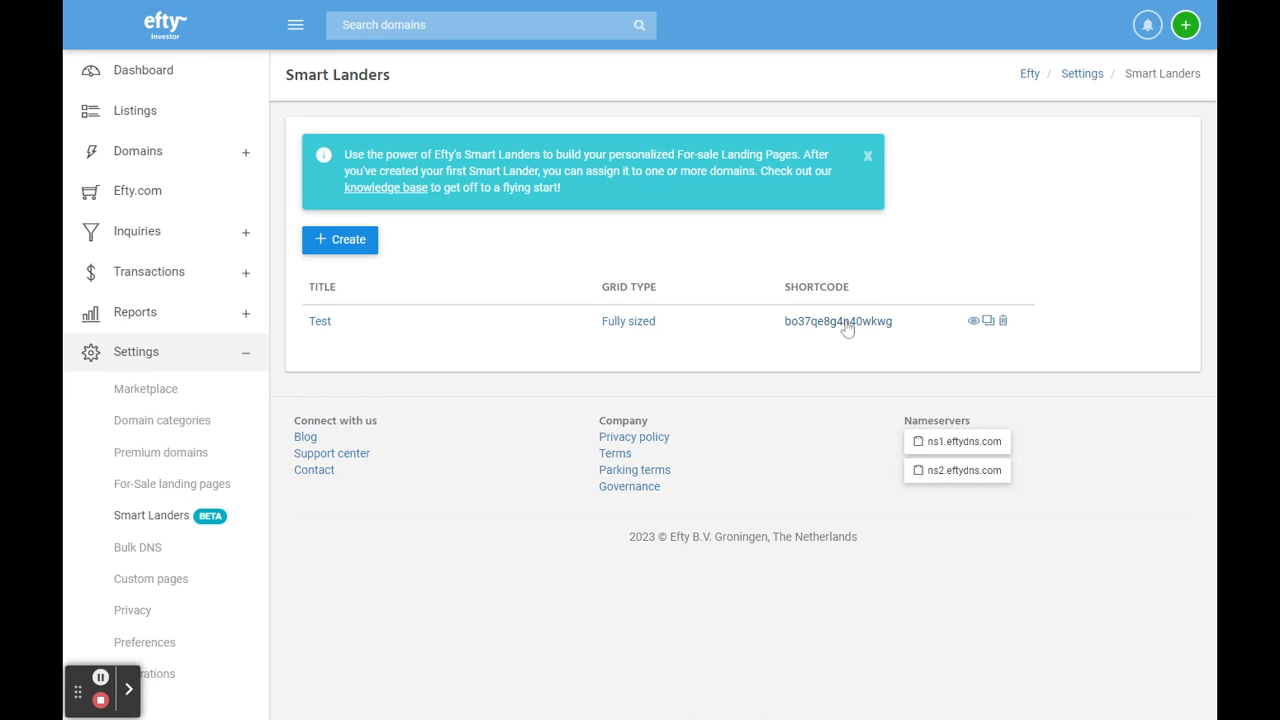 efty
Investor
Search domains
+
Dashboard
Listings
Domains +
Efty.com
Inquiries +
Transactions +
Reports +
Settings –
Marketplace
Domain categories
Premium domains
For-Sale landing pages
Smart Landers BETA
Bulk DNS
Custom pages
Privacy
Preferences
rations
Smart Landers
Efty / Settings / Smart Landers
Use the power of Efty's Smart Landers to build your personalized For-sale Landing Pages. After
you've created your first Smart Lander, you can assign it to one or more domains. Check out our
knowledge base to get off to a flying start!
x
+ Create
TITLE GRID TYPE SHORTCODE
Test Fully sized bo37qe8g4n40wkwg
Connect with us
Blog
Support center
Contact
Company
Privacy policy
Terms
Parking terms
Governance
Nameservers
ns1.eftydns.com
ns2.eftydns.com
2023 © Efty B.V. Groningen, The Netherlands